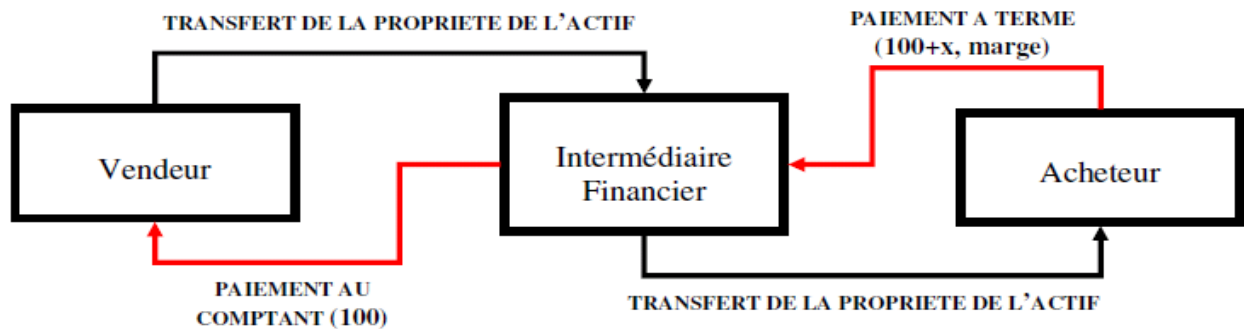 TRANSFERT DE LA PROPRIETE DE L'ACTIF
PAIEMENT A TERME
(100+x, marge)
Vendeur
Intermédiaire
Financier
Acheteur
PAIEMENT AU
COMPTANT (100)
TRANSFERT DE LA PROPRIETE DE L'ACTIF